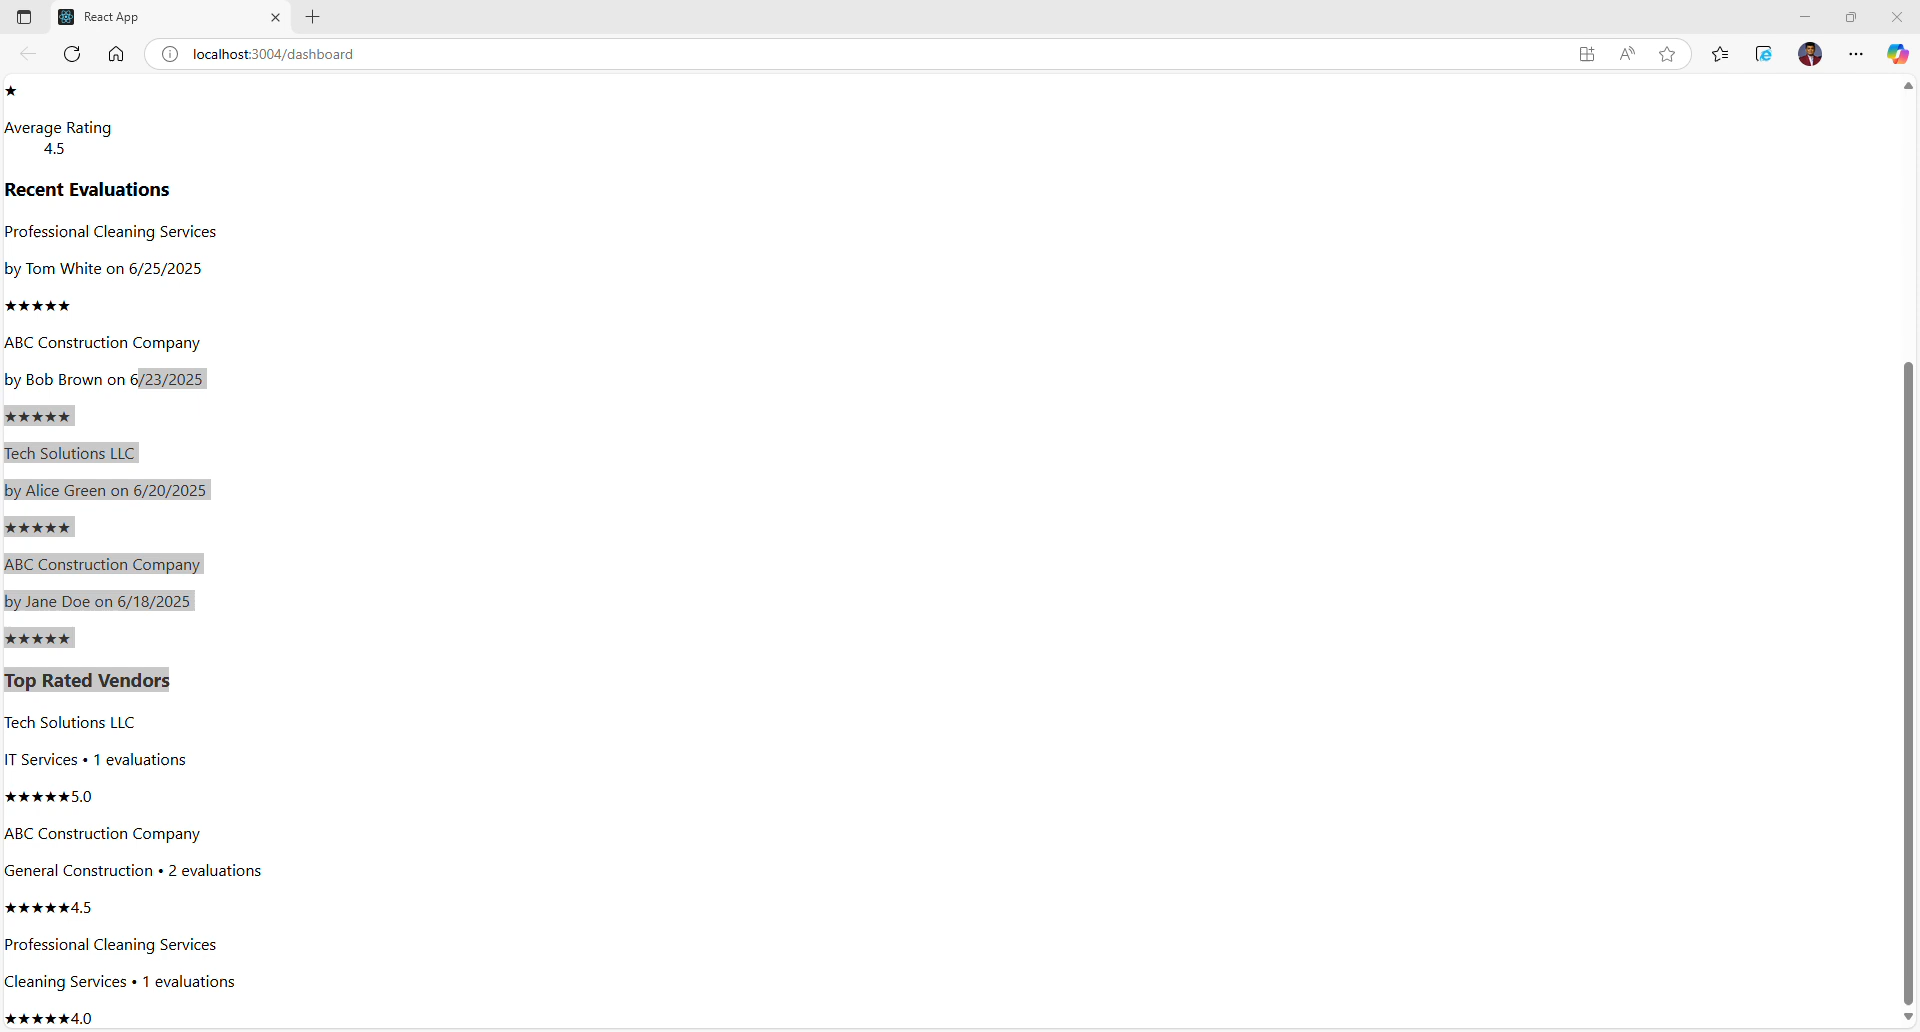 React App
localhost:3004/dashboard
★
Average Rating
4.5
Recent Evaluations
Professional Cleaning Services
by Tom White on 6/25/2025
★★★★★
ABC Construction Company
by Bob Brown on 6/23/2025
★★★★★
Tech Solutions LLC
by Alice Green on 6/20/2025
★★★★★
ABC Construction Company
by Jane Doe on 6/18/2025
★★★★★
Top Rated Vendors
Tech Solutions LLC
IT Services • 1 evaluations
★★★★★5.0
ABC Construction Company
General Construction • 2 evaluations
★★★★★4.5
Professional Cleaning Services
Cleaning Services • 1 evaluations
★★★★★4.0